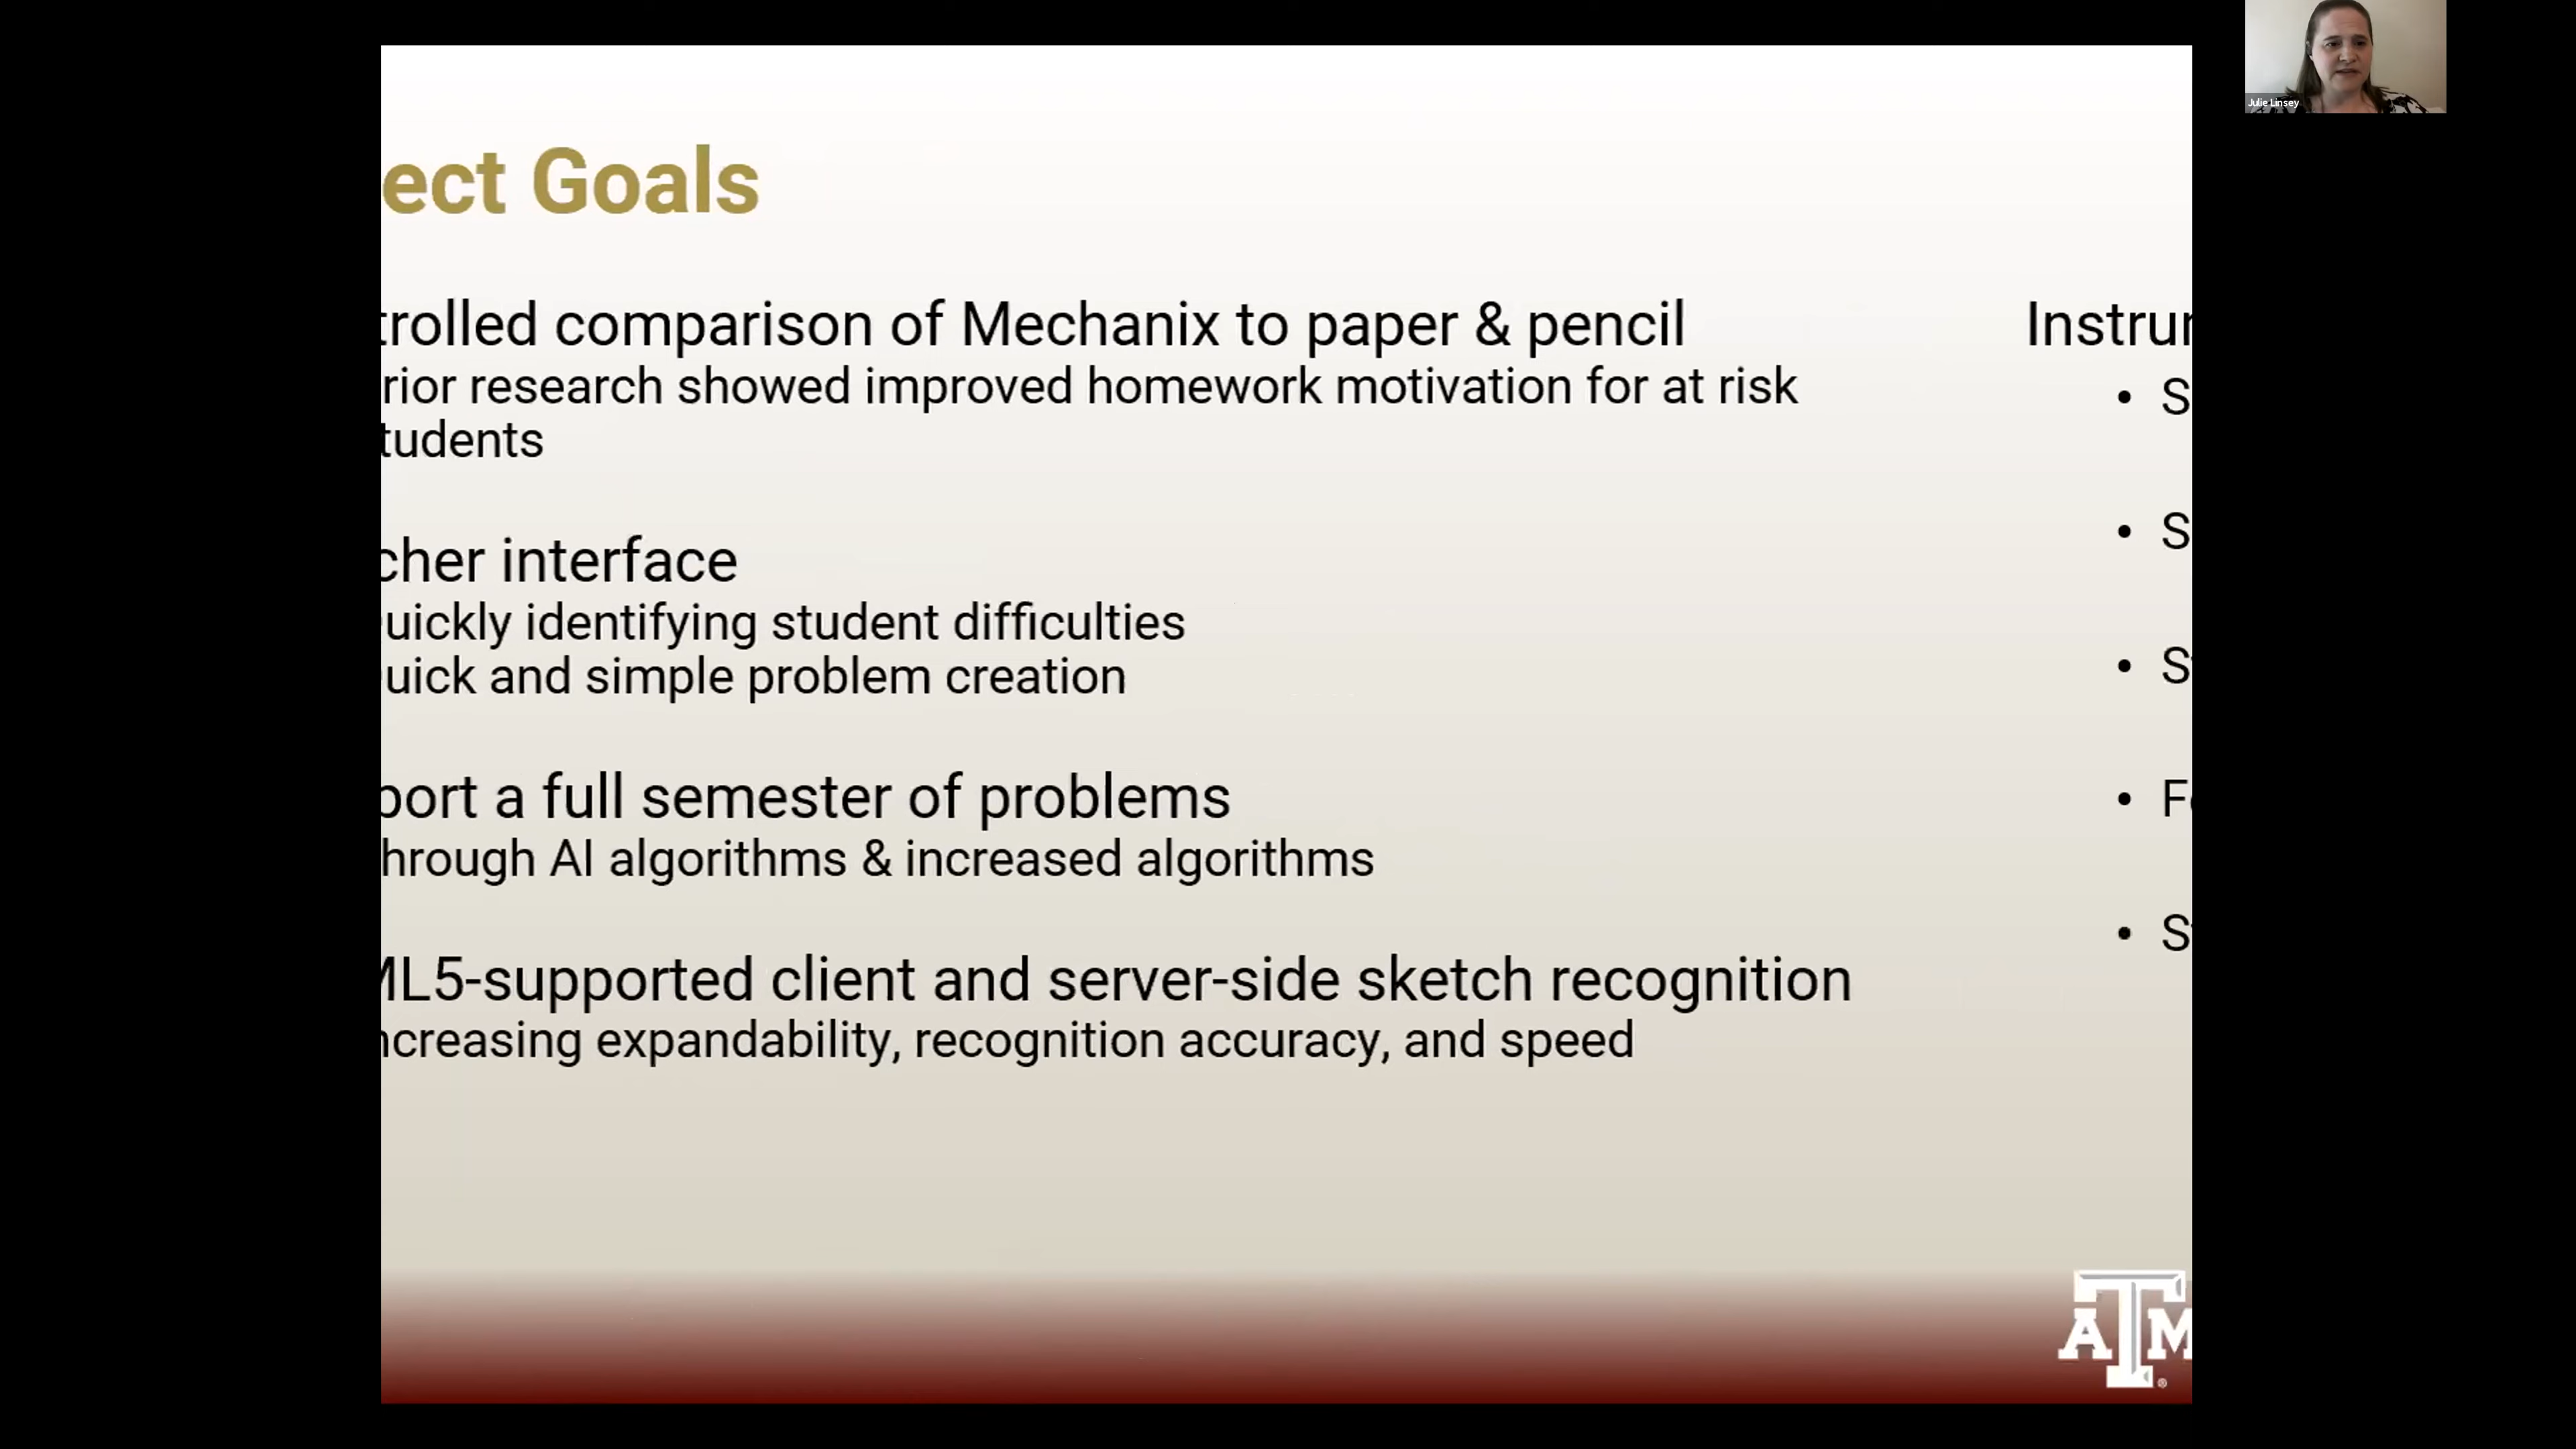 ect Goals
trolled comparison of Mechanix to paper & pencil
rior research showed improved homework motivation for at risk
tudents
cher interface
uickly identifying student difficulties
uick and simple problem creation
port a full semester of problems
hrough AI algorithms & increased algorithms
ML5-supported client and server-side sketch recognition
ncreasing expandability, recognition accuracy, and speed
Instru
• S
• S
• S
• F
• S
ATM
Julie Linsey